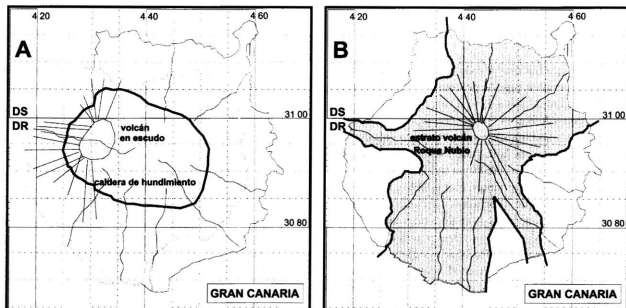 4 20
4 40
4 60
A
DS
DR
31 00
volcán
en escudo
caldera de hundimiento
30 80
GRAN CANARIA
4 20
4 40
4 60
B
DS
DR
31 00
estrato volcán
Roque Nublo
30 80
GRAN CANARIA